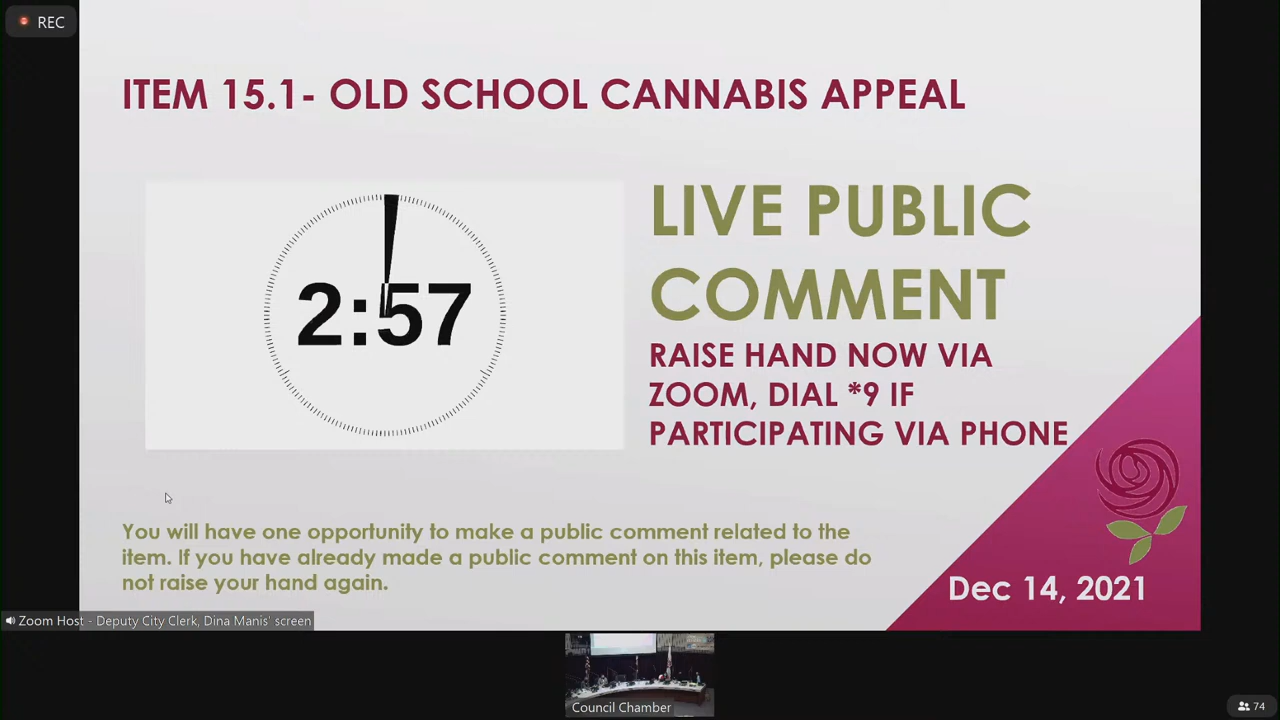 REC
ITEM 15.1- OLD SCHOOL CANNABIS APPEAL
2:57
LIVE PUBLIC
COMMENT
RAISE HAND NOW VIA
ZOOM, DIAL *9 IF
PARTICIPATING VIA PHONE
You will have one opportunity to make a public comment related to the
item. If you have already made a public comment on this item, please do
not raise your hand again.
Dec 14, 2021
Zoom Host - Deputy City Clerk, Dina Manis' screen
Council Chamber
74